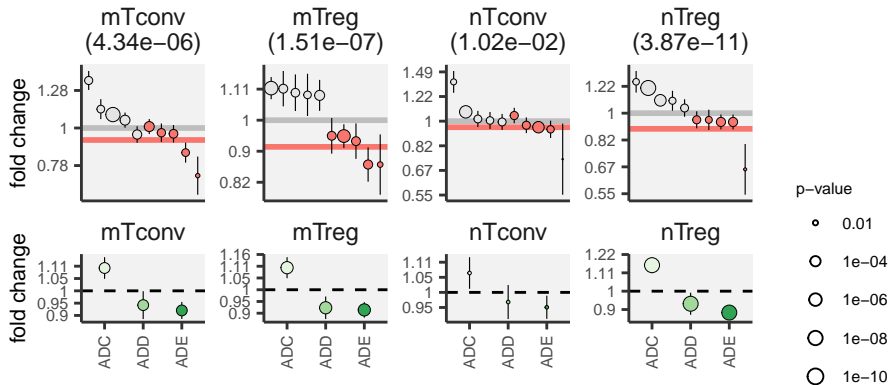 mTconv
(4.34e−06)
mTreg
(1.51e−07)
nTconv
(1.02e−02)
nTreg
(3.87e−11)
fold change
1.28
1
0.78
1.11
1
0.9
0.82
1.49
1.22
1
0.82
0.67
0.55
1.22
1
0.82
0.67
0.55
mTconv
mTreg
nTconv
nTreg
fold change
1.11
1.05
1
0.95
0.9
1.16
1.11
1.05
1
0.95
0.9
1.11
1.05
1
0.95
1.22
1.11
1
0.9
ADC
ADD
ADE
ADC
ADD
ADE
ADC
ADD
ADE
ADC
ADD
ADE
p−value
0.01
1e−04
1e−06
1e−08
1e−10